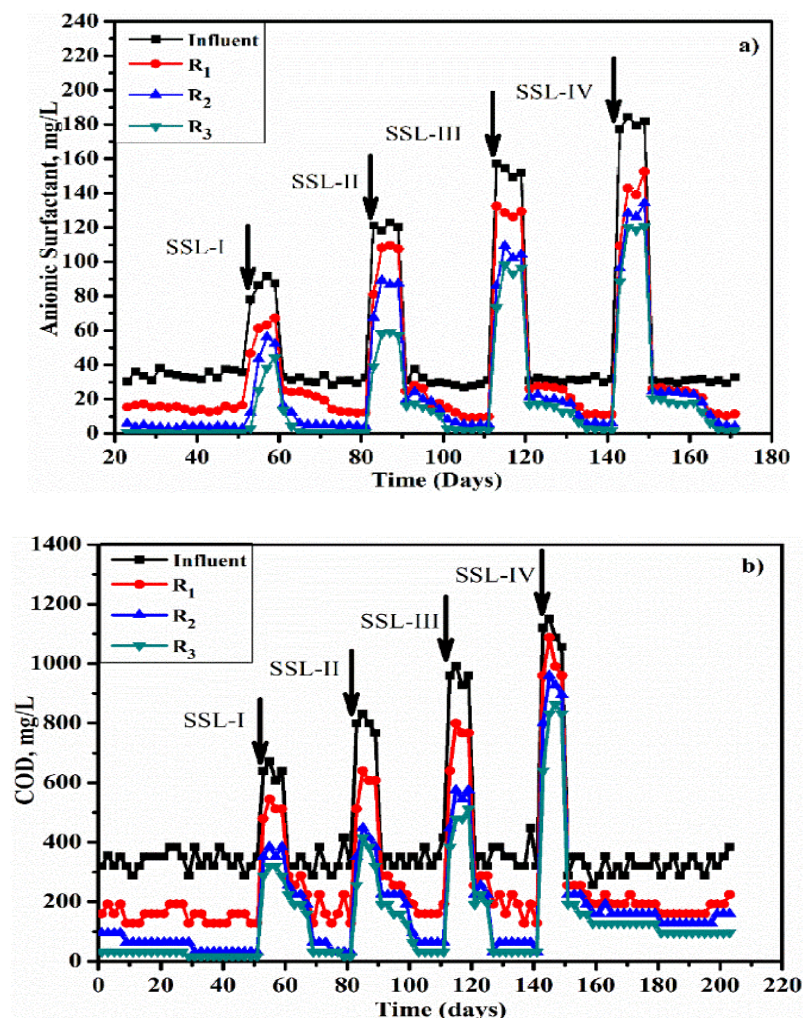 a)
Influent
R1
R2
R3
SSL-I
SSL-II
SSL-III
SSL-IV
Anionic Surfactant, mg/L
240
220
200
180
160
140
120
100
80
60
40
20
0
20 40 60 80 100 120 140 160 180
Time (Days)
b)
Influent
R1
R2
R3
SSL-I
SSL-II
SSL-III
SSL-IV
COD, mg/L
1400
1200
1000
800
600
400
200
0
0 20 40 60 80 100 120 140 160 180 200 220
Time (days)